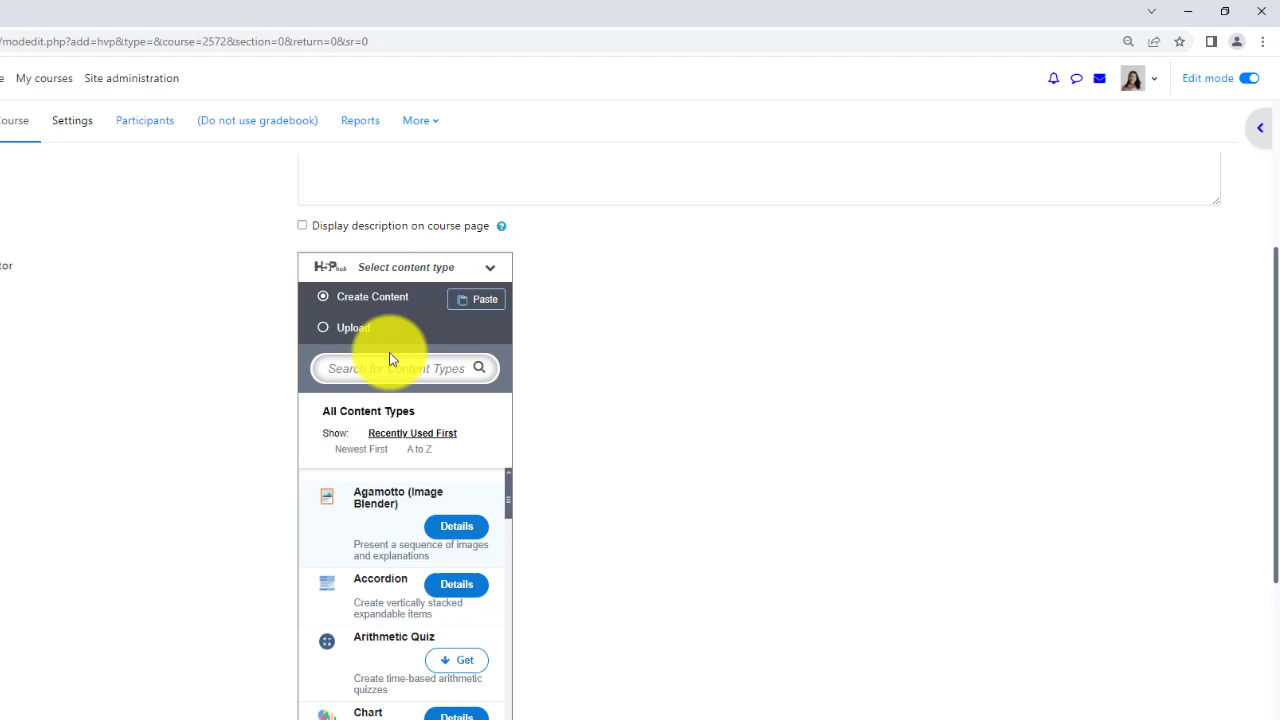 /modedit.php?add=hvp&type=&course=2572&section=0&return=0&sr=0
e My courses Site administration
Edit mode
ourse Settings Participants (Do not use gradebook) Reports More
Display description on course page
tor
H5P hub Select content type
Create Content Paste
Upload
Search for Content Types
All Content Types
Show: Recently Used First
Newest First A to Z
Agamotto (Image
Blender)
Details
Present a sequence of images
and explanations
Accordion Details
Create vertically stacked
expandable items
Arithmetic Quiz
Get
Create time-based arithmetic
quizzes
Chart Details